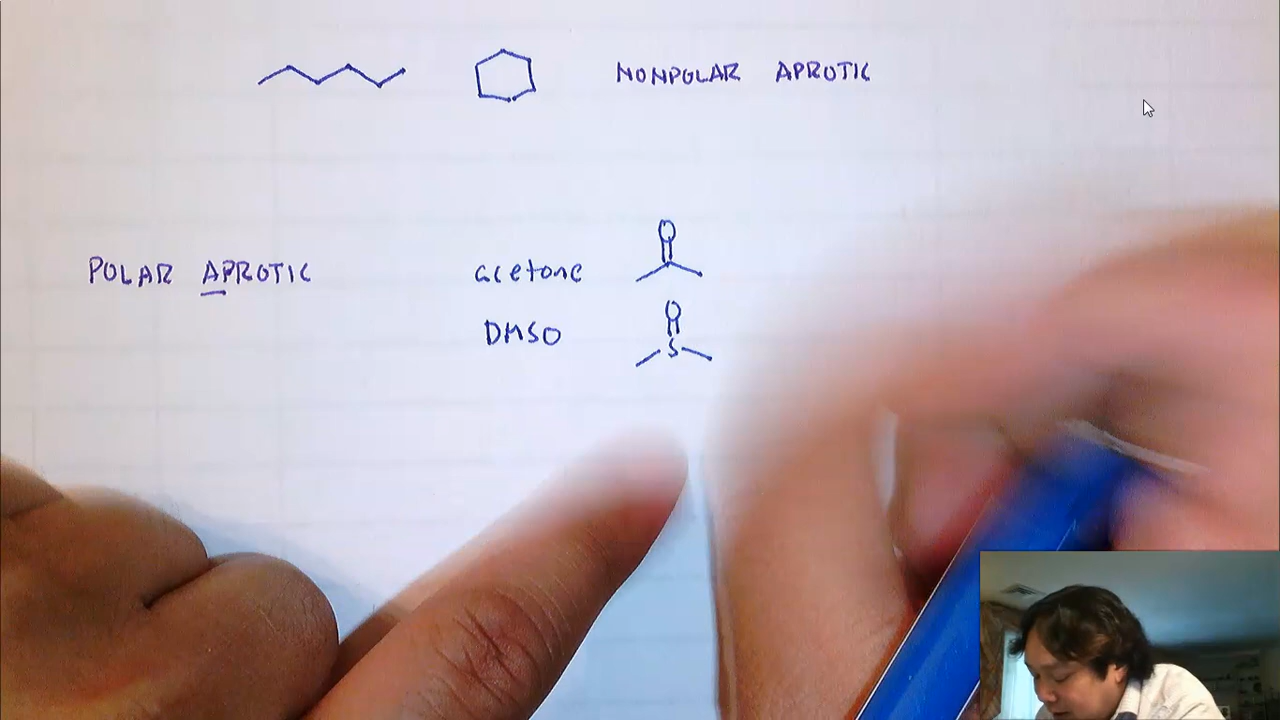 NONPOLAR APROTIC
POLAR APROTIC
acetone
O
DMSO
O
S